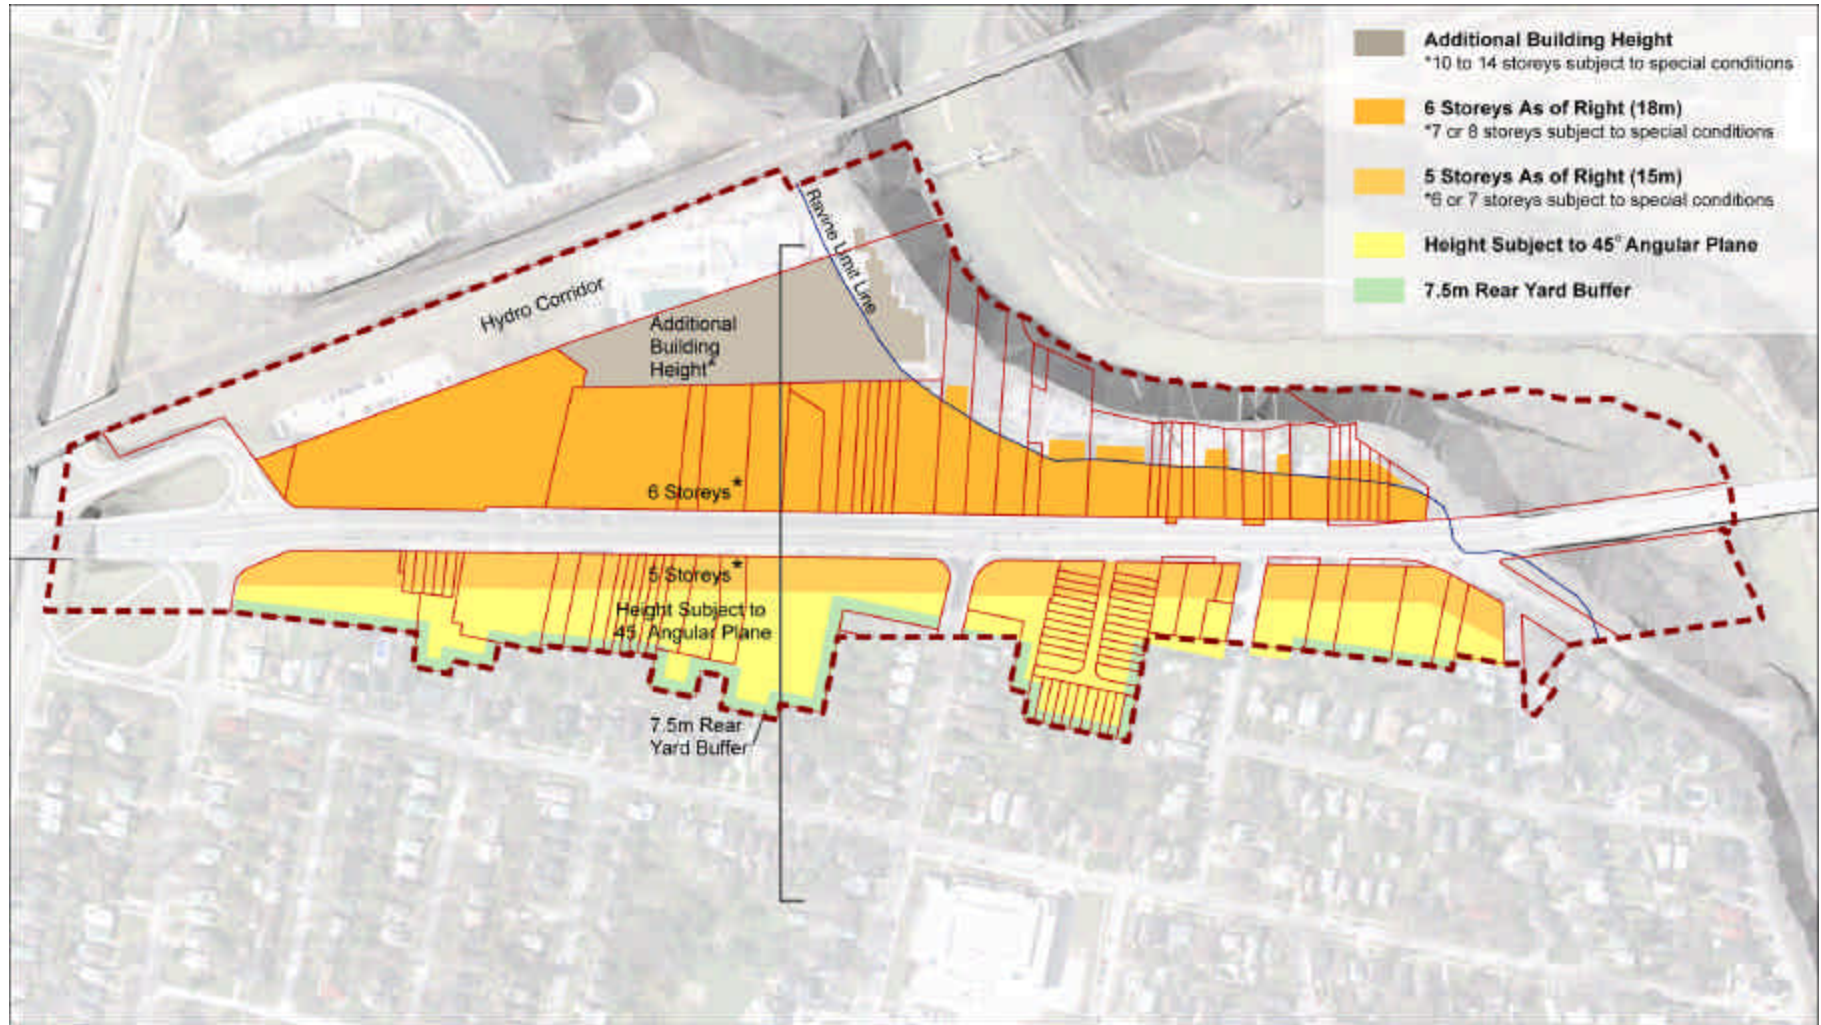 Additional Building Height
*10 to 14 storeys subject to special conditions
6 Storeys As of Right (18m)
*7 or 8 storeys subject to special conditions
5 Storeys As of Right (15m)
*6 or 7 storeys subject to special conditions
Height Subject to 45° Angular Plane
7.5m Rear Yard Buffer
Ravine Limit Line
Hydro Corridor
Additional
Building
Height*
6 Storeys*
5 Storeys*
Height Subject to
45° Angular Plane
7.5m Rear
Yard Buffer